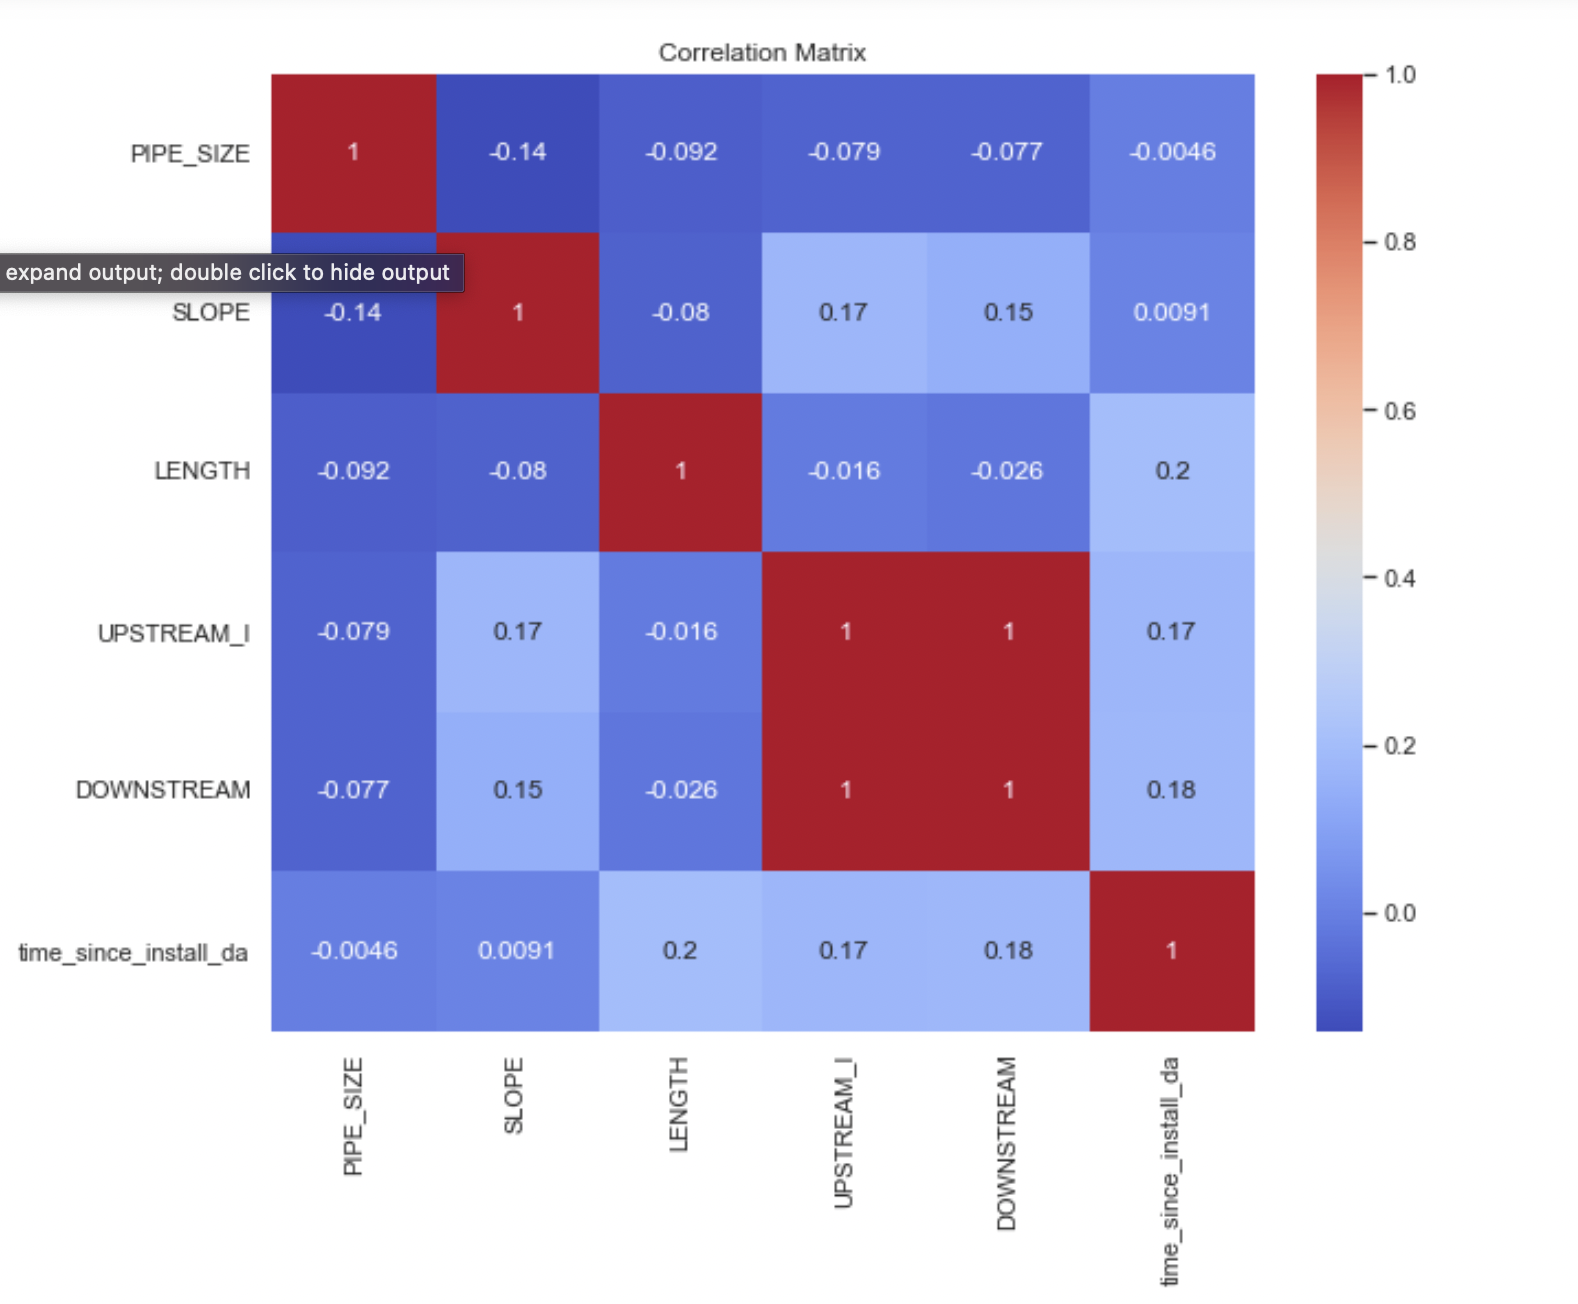 Correlation Matrix
PIPE_SIZE 1 -0.14 -0.092 -0.079 -0.077 -0.0046
expand output; double click to hide output
SLOPE -0.14 1 -0.08 0.17 0.15 0.0091
LENGTH -0.092 -0.08 1 -0.016 -0.026 0.2
UPSTREAM_I -0.079 0.17 -0.016 1 1 0.17
DOWNSTREAM -0.077 0.15 -0.026 1 1 0.18
time_since_install_da -0.0046 0.0091 0.2 0.17 0.18 1
PIPE_SIZE
SLOPE
LENGTH
UPSTREAM_I
DOWNSTREAM
time_since_install_da
1.0
0.8
0.6
0.4
0.2
0.0